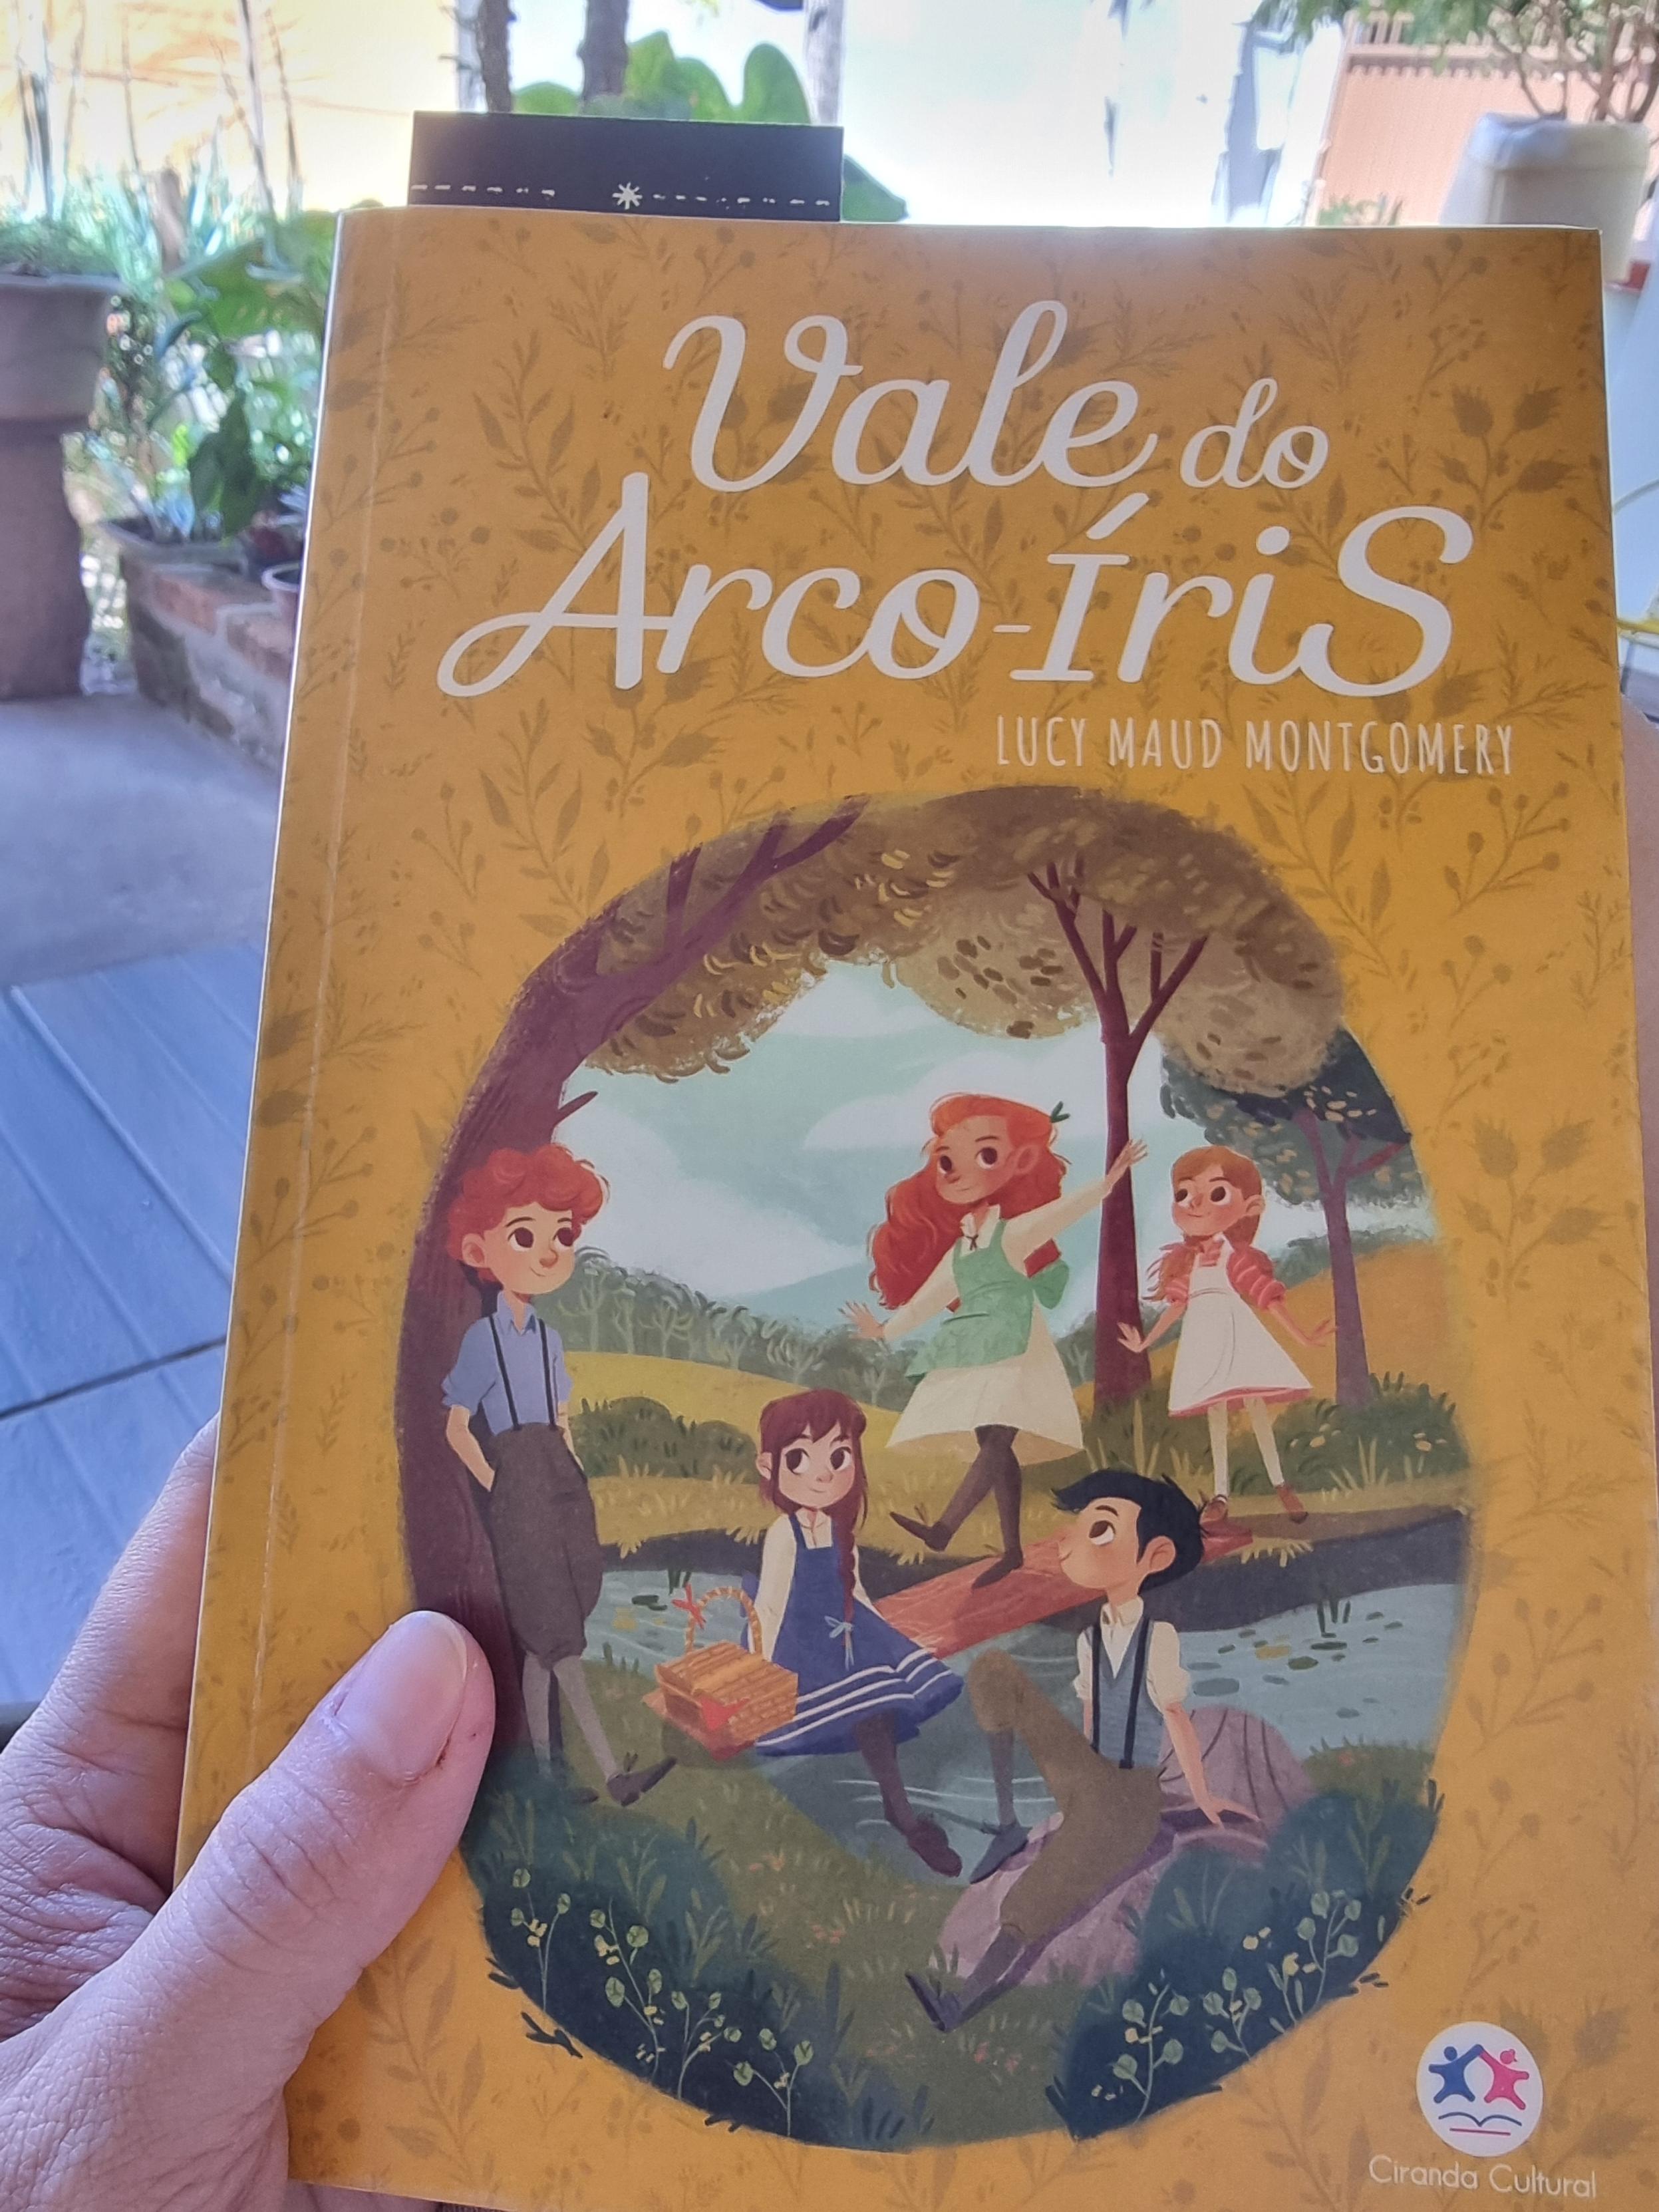 Vale do
Arco-Íris
LUCY MAUD MONTGOMERY
Ciranda Cultural